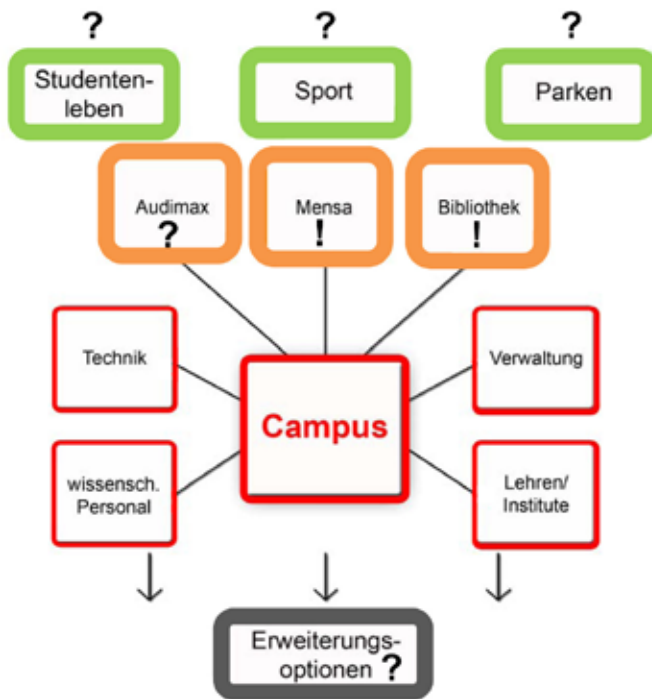 ?
?
?
Studenten-
leben
Sport
Parken
Audimax
?
Mensa
!
Bibliothek
!
Technik
Verwaltung
Campus
wissensch.
Personal
Lehren/
Institute
Erweiterungs-
optionen ?